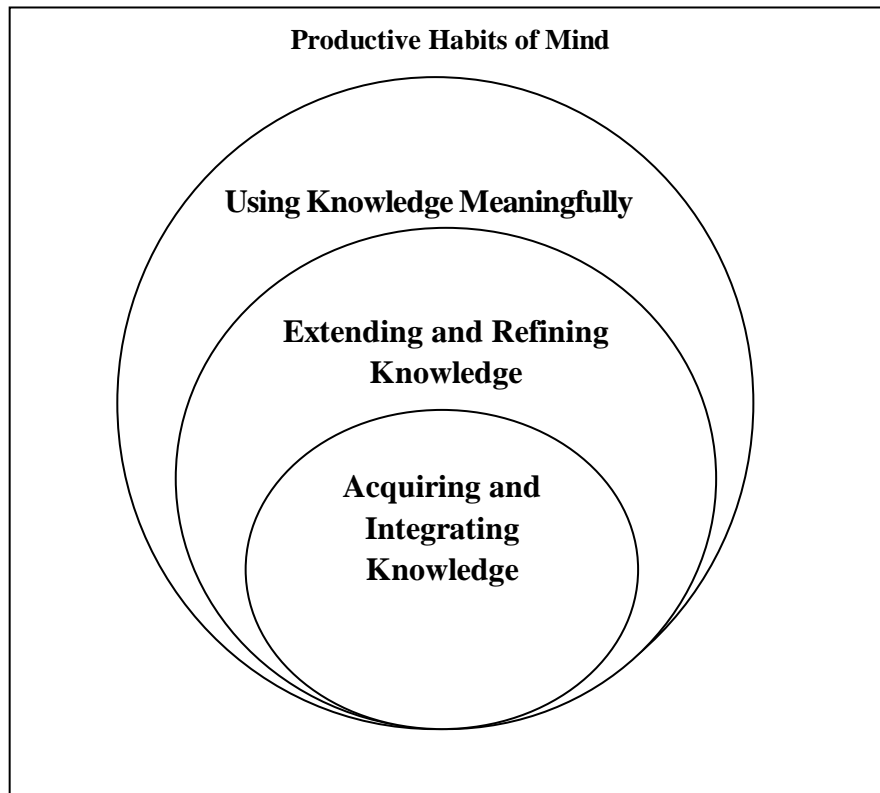 Productive Habits of Mind
Using Knowledge Meaningfully
Extending and Refining
Knowledge
Acquiring and
Integrating
Knowledge